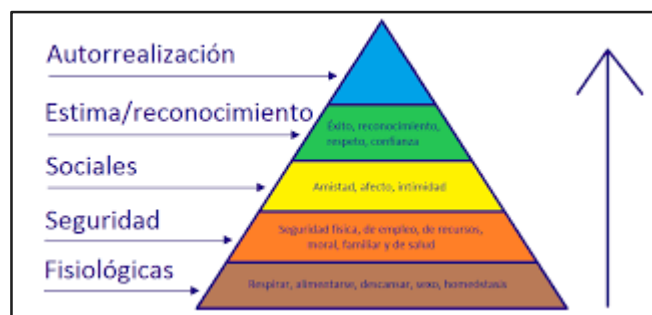 Autorrealización
Estima/reconocimiento
Éxito, reconocimiento,
respeto, confianza
Sociales
Amistad, afecto, intimidad
Seguridad
Seguridad física, de empleo, de recursos,
moral, familiar y de salud
Fisiológicas
Respirar, alimentarse, descansar, sexo, homeóstasis